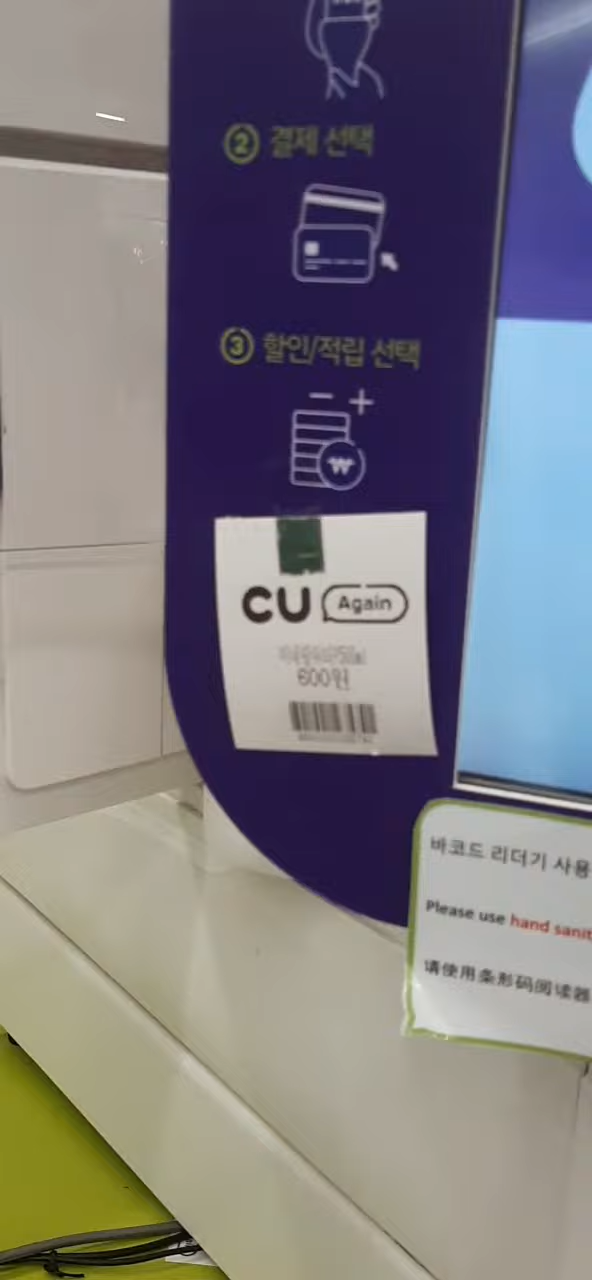 ② 결제 선택
③ 할인/적립 선택
CU Again
600원
바코드 리더기 사용
Please use hand sanit
请使用条形码阅读器